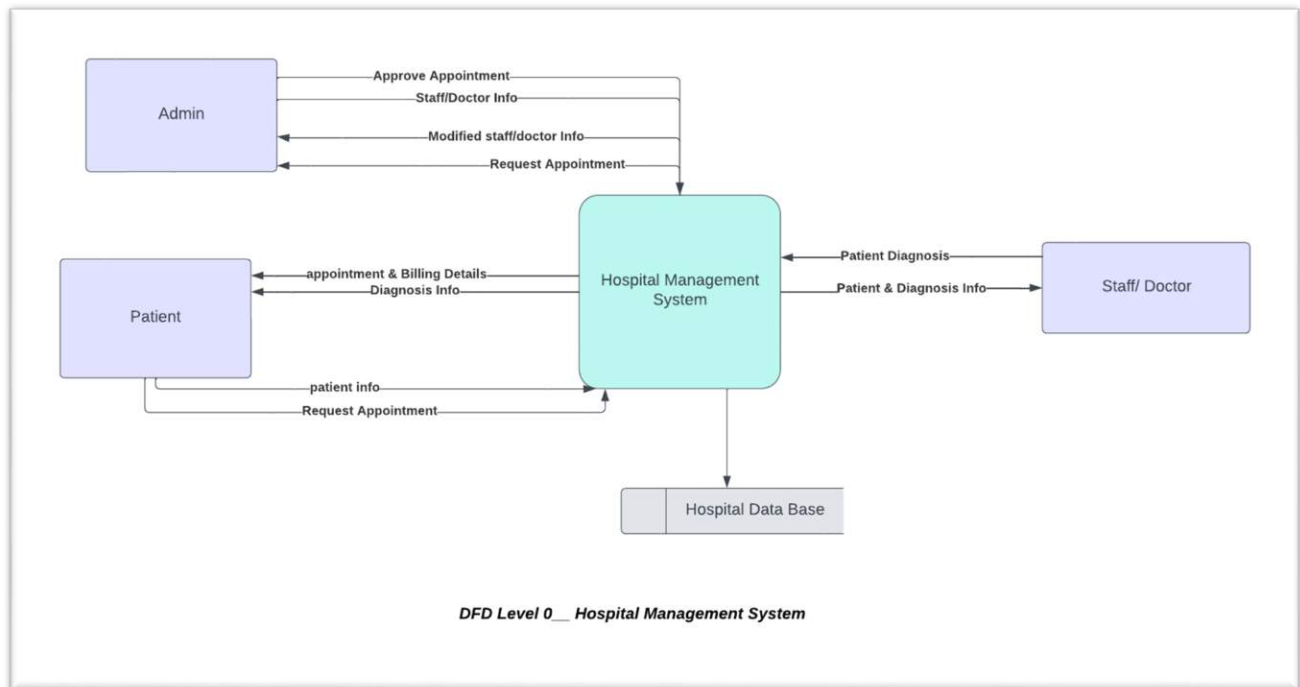 Approve Appointment
Staff/Doctor Info
Admin
Modified staff/doctor Info
Request Appointment
Patient Diagnosis
appointment & Billing Details
Hospital Management
System
Staff/ Doctor
Patient & Diagnosis Info
Diagnosis Info
Patient
patient info
Request Appointment
Hospital Data Base
DFD Level 0__ Hospital Management System